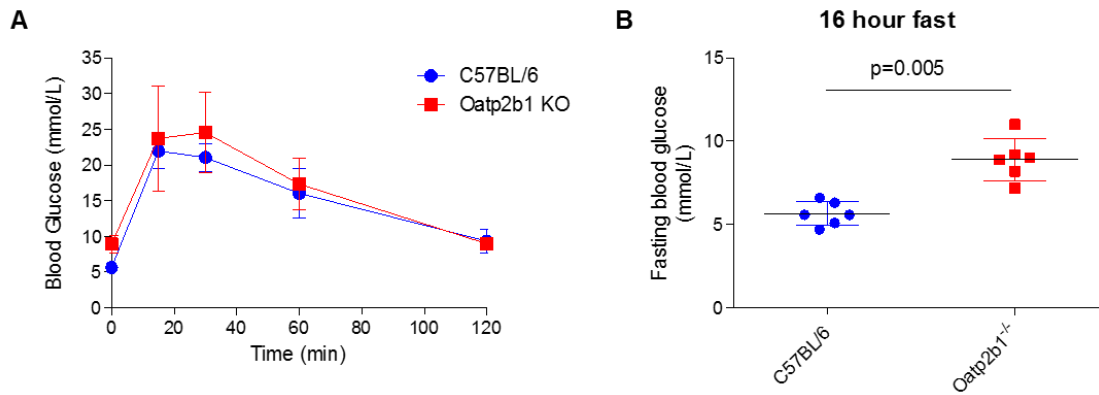 A
Blood Glucose (mmol/L)
35
30
25
20
15
10
5
0
0 20 40 60 80 100 120
Time (min)
C57BL/6
Oatp2b1 KO
B
16 hour fast
p=0.005
Fasting blood glucose
(mmol/L)
15
10
5
0
C57BL/6
Oatp2b1⁻/⁻